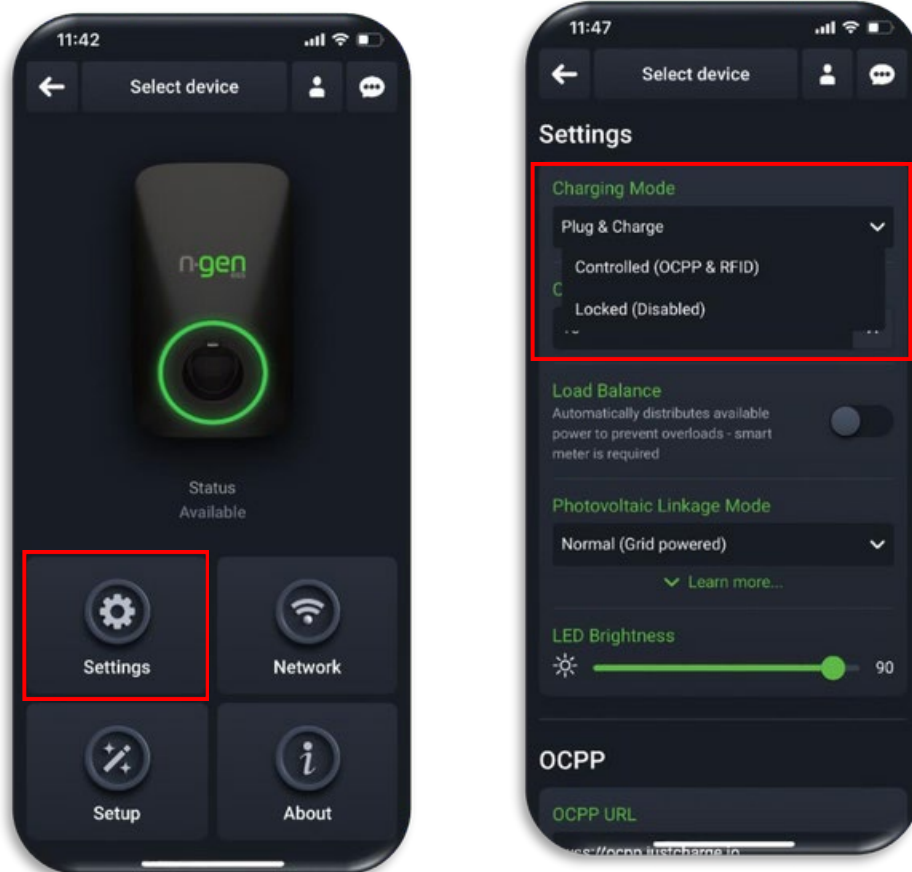 11:42
Select device
n-gen
Status
Available
Settings
Network
Setup
About
11:47
Select device
Settings
Charging Mode
Plug & Charge
Controlled (OCPP & RFID)
Locked (Disabled)
Load Balance
Automatically distributes available
power to prevent overloads - smart
meter is required
Photovoltaic Linkage Mode
Normal (Grid powered)
Learn more...
LED Brightness
90
OCPP
OCPP URL